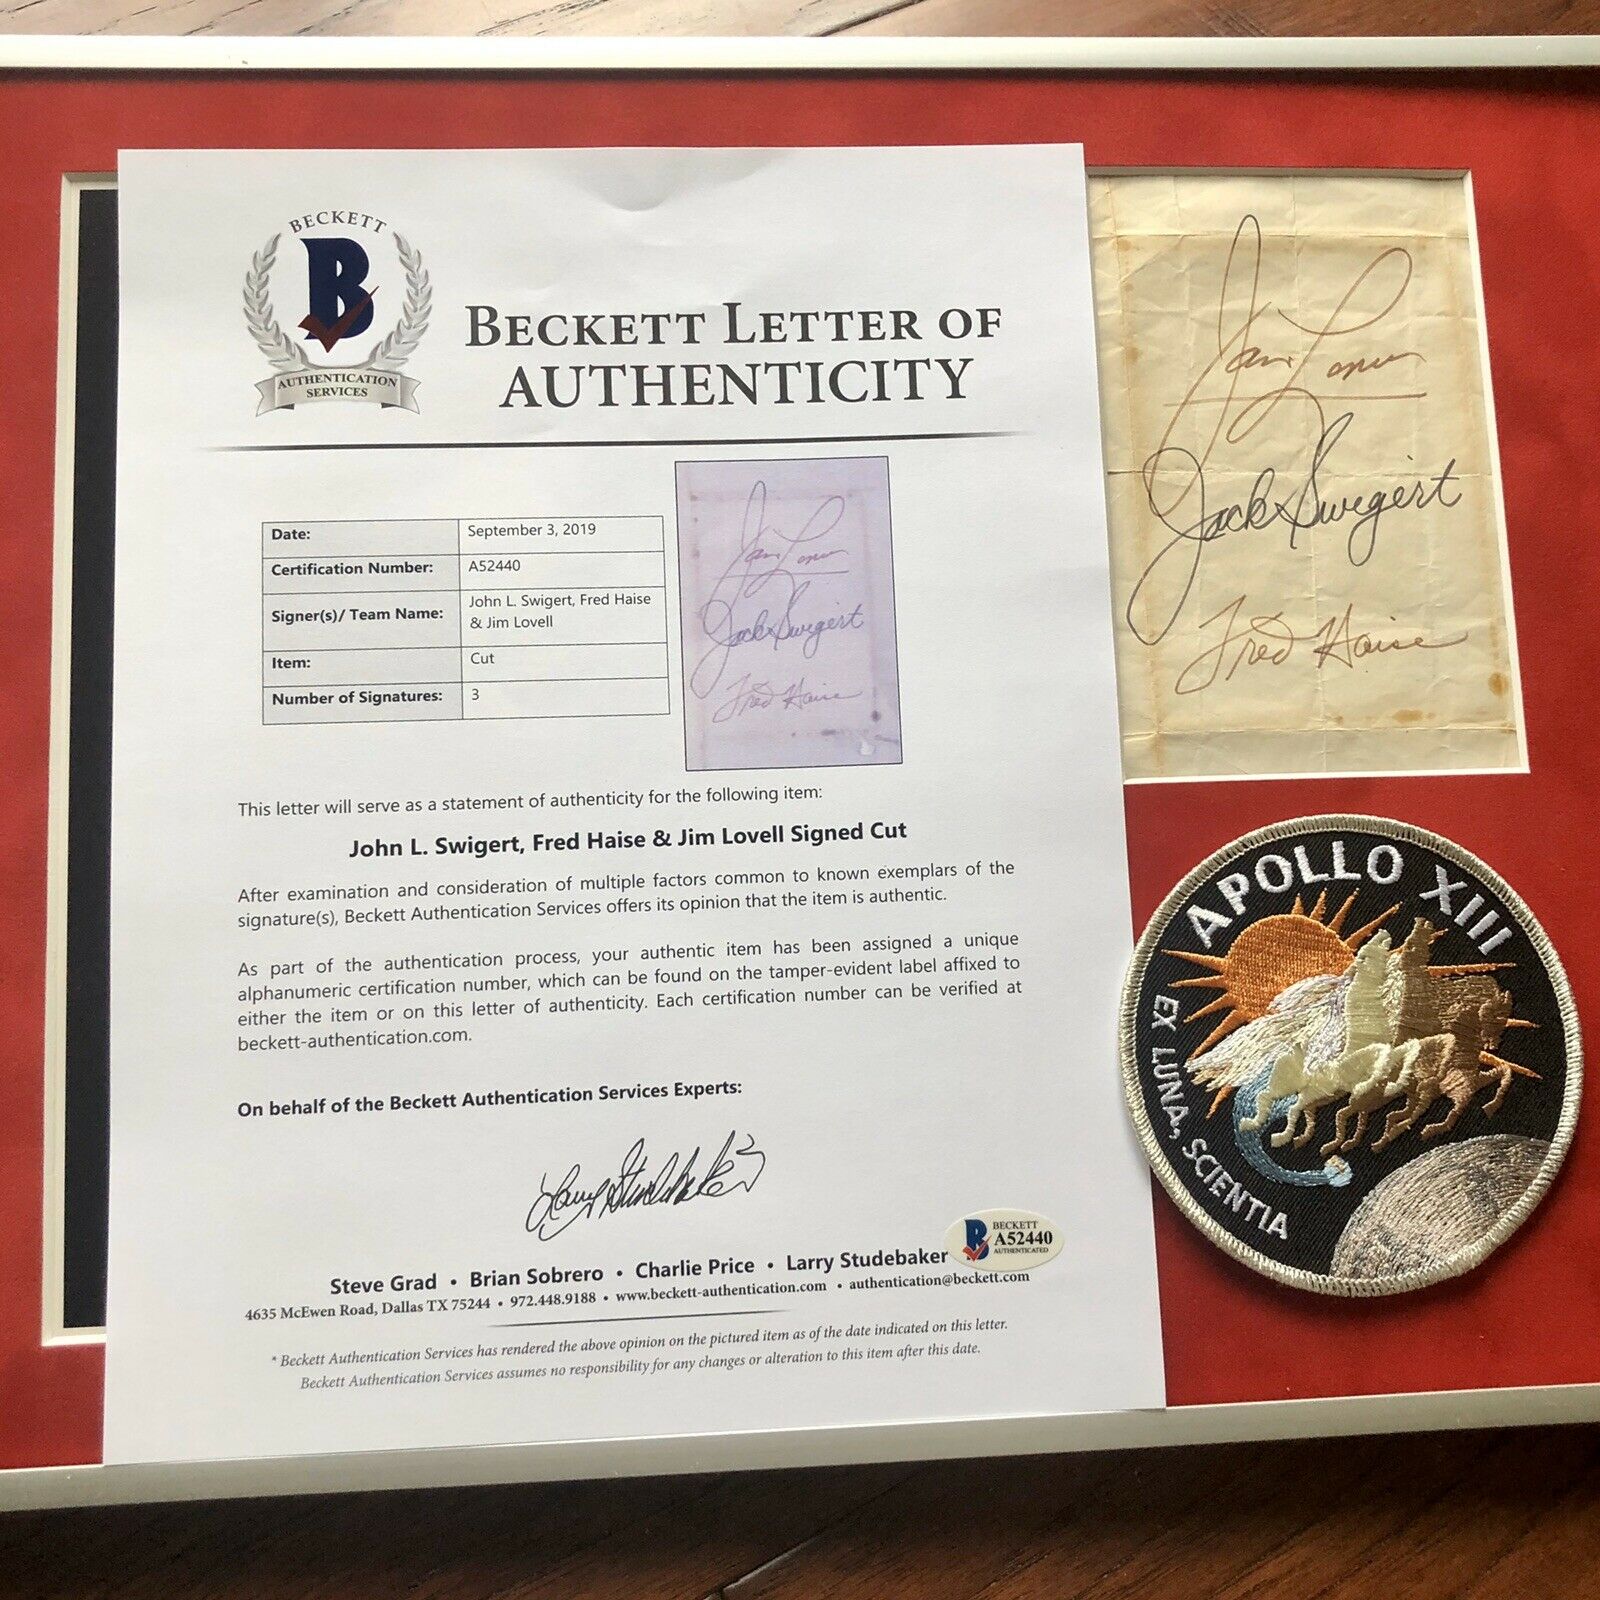 BECKETT
B
AUTHENTICATION
SERVICES
BECKETT LETTER OF
AUTHENTICITY
Date: September 3, 2019
Certification Number: A52440
Signer(s)/ Team Name: John L. Swigert, Fred Haise
& Jim Lovell
Item: Cut
Number of Signatures: 3
Jim Lovell
Jack Swigert
Fred Haise
This letter will serve as a statement of authenticity for the following item:
John L. Swigert, Fred Haise & Jim Lovell Signed Cut
After examination and consideration of multiple factors common to known exemplars of the
signature(s), Beckett Authentication Services offers its opinion that the item is authentic.
As part of the authentication process, your authentic item has been assigned a unique
alphanumeric certification number, which can be found on the tamper-evident label affixed to
either the item or on this letter of authenticity. Each certification number can be verified at
beckett-authentication.com.
On behalf of the Beckett Authentication Services Experts:
Larry Studebaker
BECKETT
B A52440
AUTHENTICATED
Steve Grad • Brian Sobrero • Charlie Price • Larry Studebaker
4635 McEwen Road, Dallas TX 75244 • 972.448.9188 • www.beckett-authentication.com • authentication@beckett.com
* Beckett Authentication Services has rendered the above opinion on the pictured item as of the date indicated on this letter.
Beckett Authentication Services assumes no responsibility for any changes or alteration to this item after this date.
Jim Lovell
Jack Swigert
Fred Haise
APOLLO XIII
EX LUNA, SCIENTIA